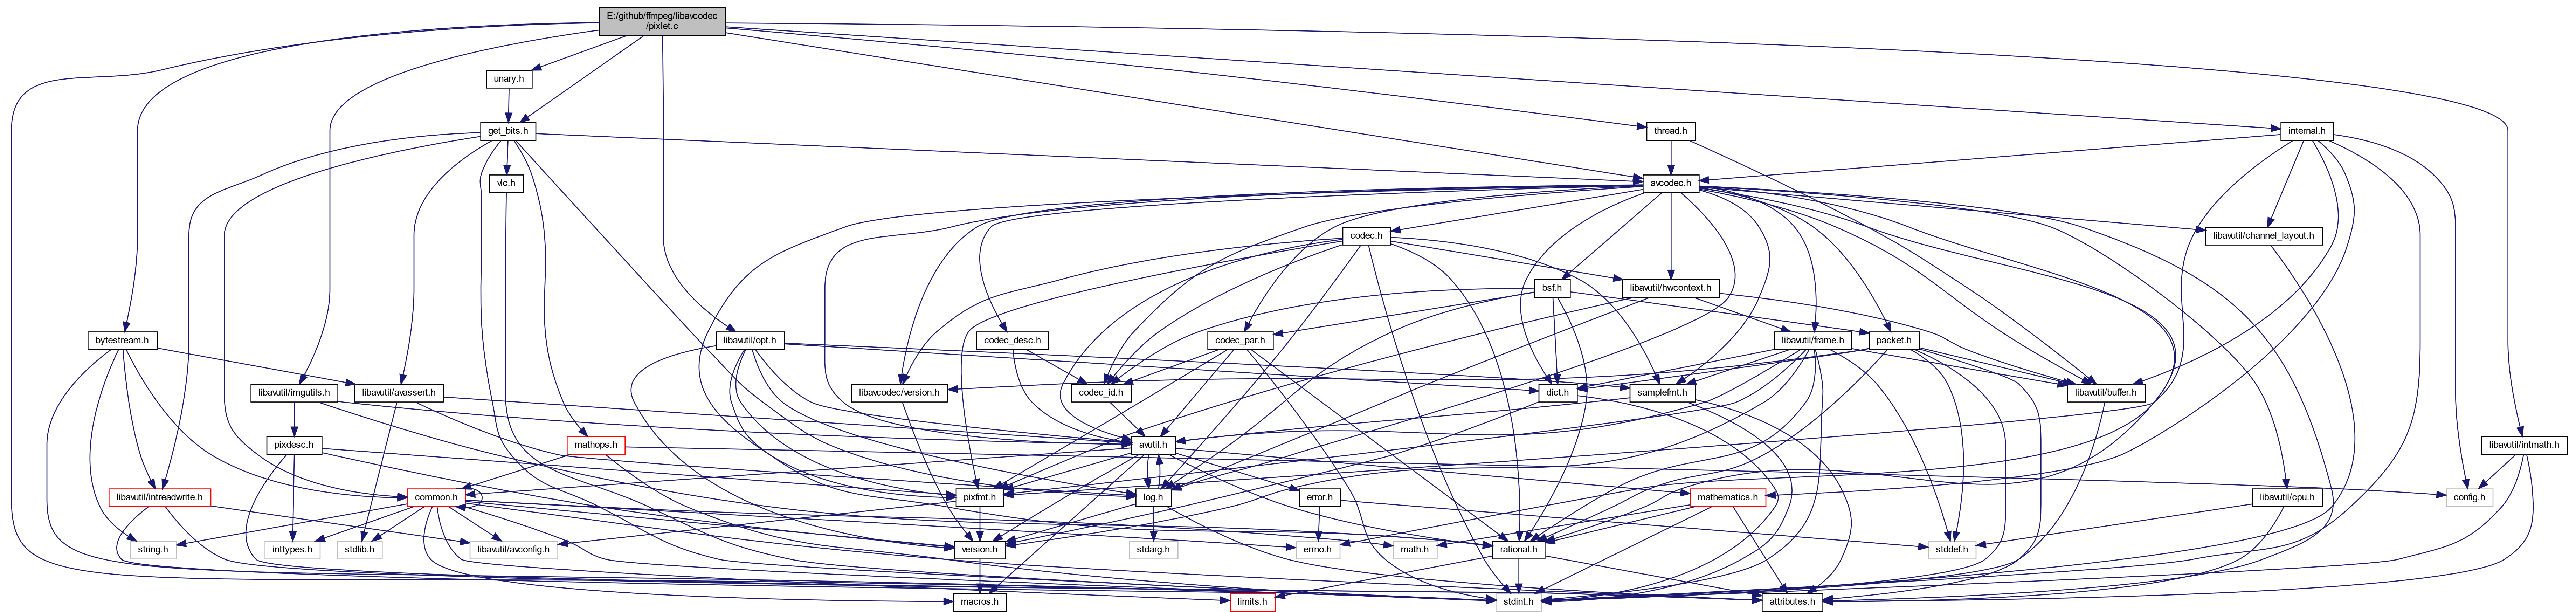 E:/github/ffmpeg/libavcodec
/pixlet.c
unary.h
get_bits.h
thread.h
internal.h
vlc.h
avcodec.h
codec.h
libavutil/channel_layout.h
bsf.h
libavutil/hwcontext.h
bytestream.h
libavutil/opt.h
codec_desc.h
codec_par.h
libavutil/frame.h
packet.h
libavutil/imgutils.h
libavutil/avassert.h
libavcodec/version.h
codec_id.h
dict.h
samplefmt.h
libavutil/buffer.h
pixdesc.h
mathops.h
avutil.h
libavutil/intmath.h
libavutil/intreadwrite.h
common.h
pixfmt.h
log.h
error.h
mathematics.h
libavutil/cpu.h
config.h
string.h
inttypes.h
stdlib.h
libavutil/avconfig.h
version.h
stdarg.h
errno.h
math.h
rational.h
stddef.h
macros.h
limits.h
stdint.h
attributes.h